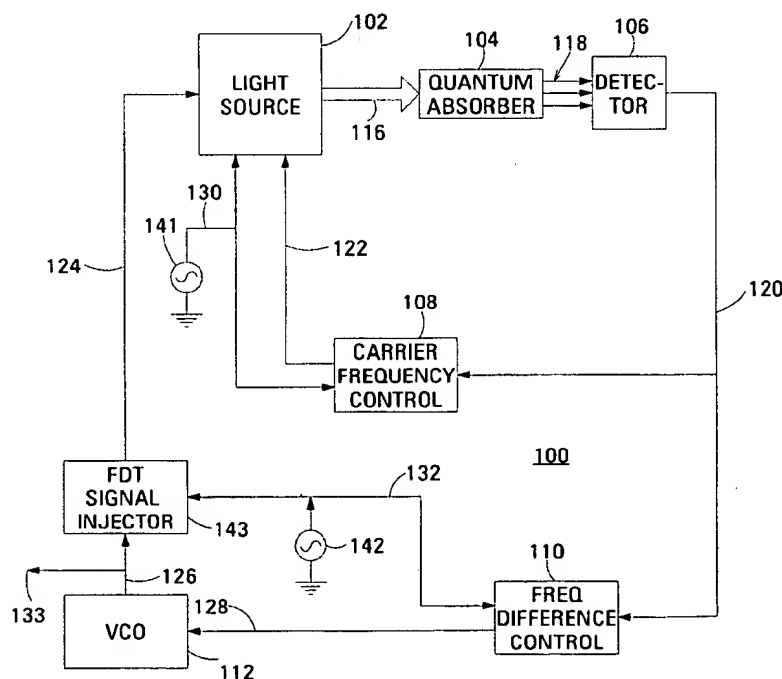 102
LIGHT
SOURCE
116
104
QUANTUM
ABSORBER
118
106
DETEC-
TOR
130
141
124
122
120
108
CARRIER
FREQUENCY
CONTROL
100
FDT
SIGNAL
INJECTOR
143
132
142
126
133
VCO
112
128
110
FREQ
DIFFERENCE
CONTROL